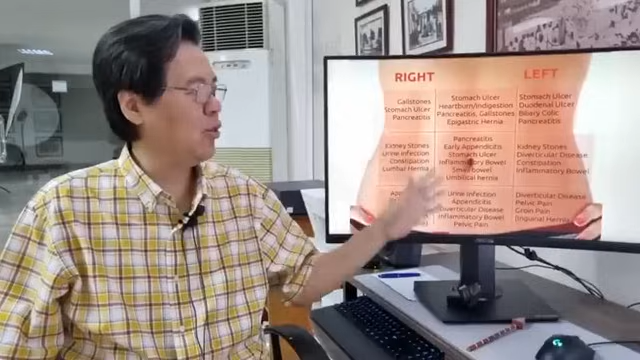 RIGHT
LEFT
Gallstones
Stomach Ulcer
Pancreatitis
Stomach Ulcer
Heartburn/Indigestion
Gallstones
Epigastric Hernia
Stomach Ulcer
Duodenal Ulcer
Biliary Colic
Pancreatitis
Kidney Stones
Urine Infection
Constipation
Lumbar Hernia
Pancreatitis
Early Appendicitis
Stomach Ulcer
Inflammatory Bowel
Small bowel
Umbilical hernia
Kidney Stones
Diverticular Disease
Constipation
Inflammatory Bowel
Urine Infection
Appendicitis
Diverticular Disease
Inflammatory Bowel
Pelvic Pain
Diverticular Disease
Pelvic Pain
Groin Pain
(Inguinal Hernia)